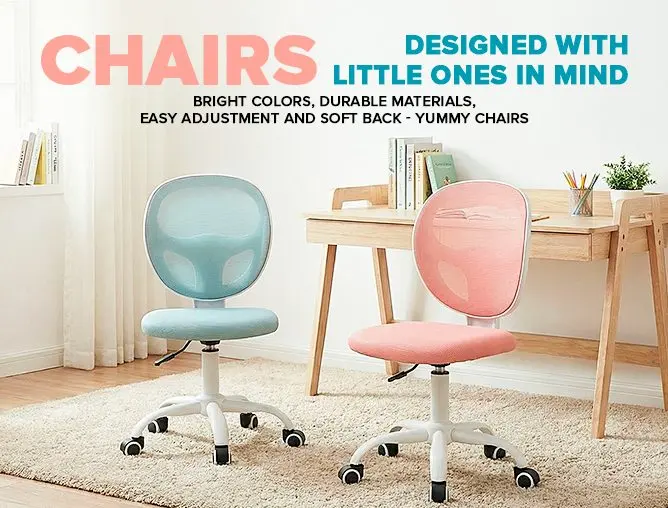 CHAIRS
DESIGNED WITH
LITTLE ONES IN MIND
BRIGHT COLORS, DURABLE MATERIALS,
EASY ADJUSTMENT AND SOFT BACK - YUMMY CHAIRS